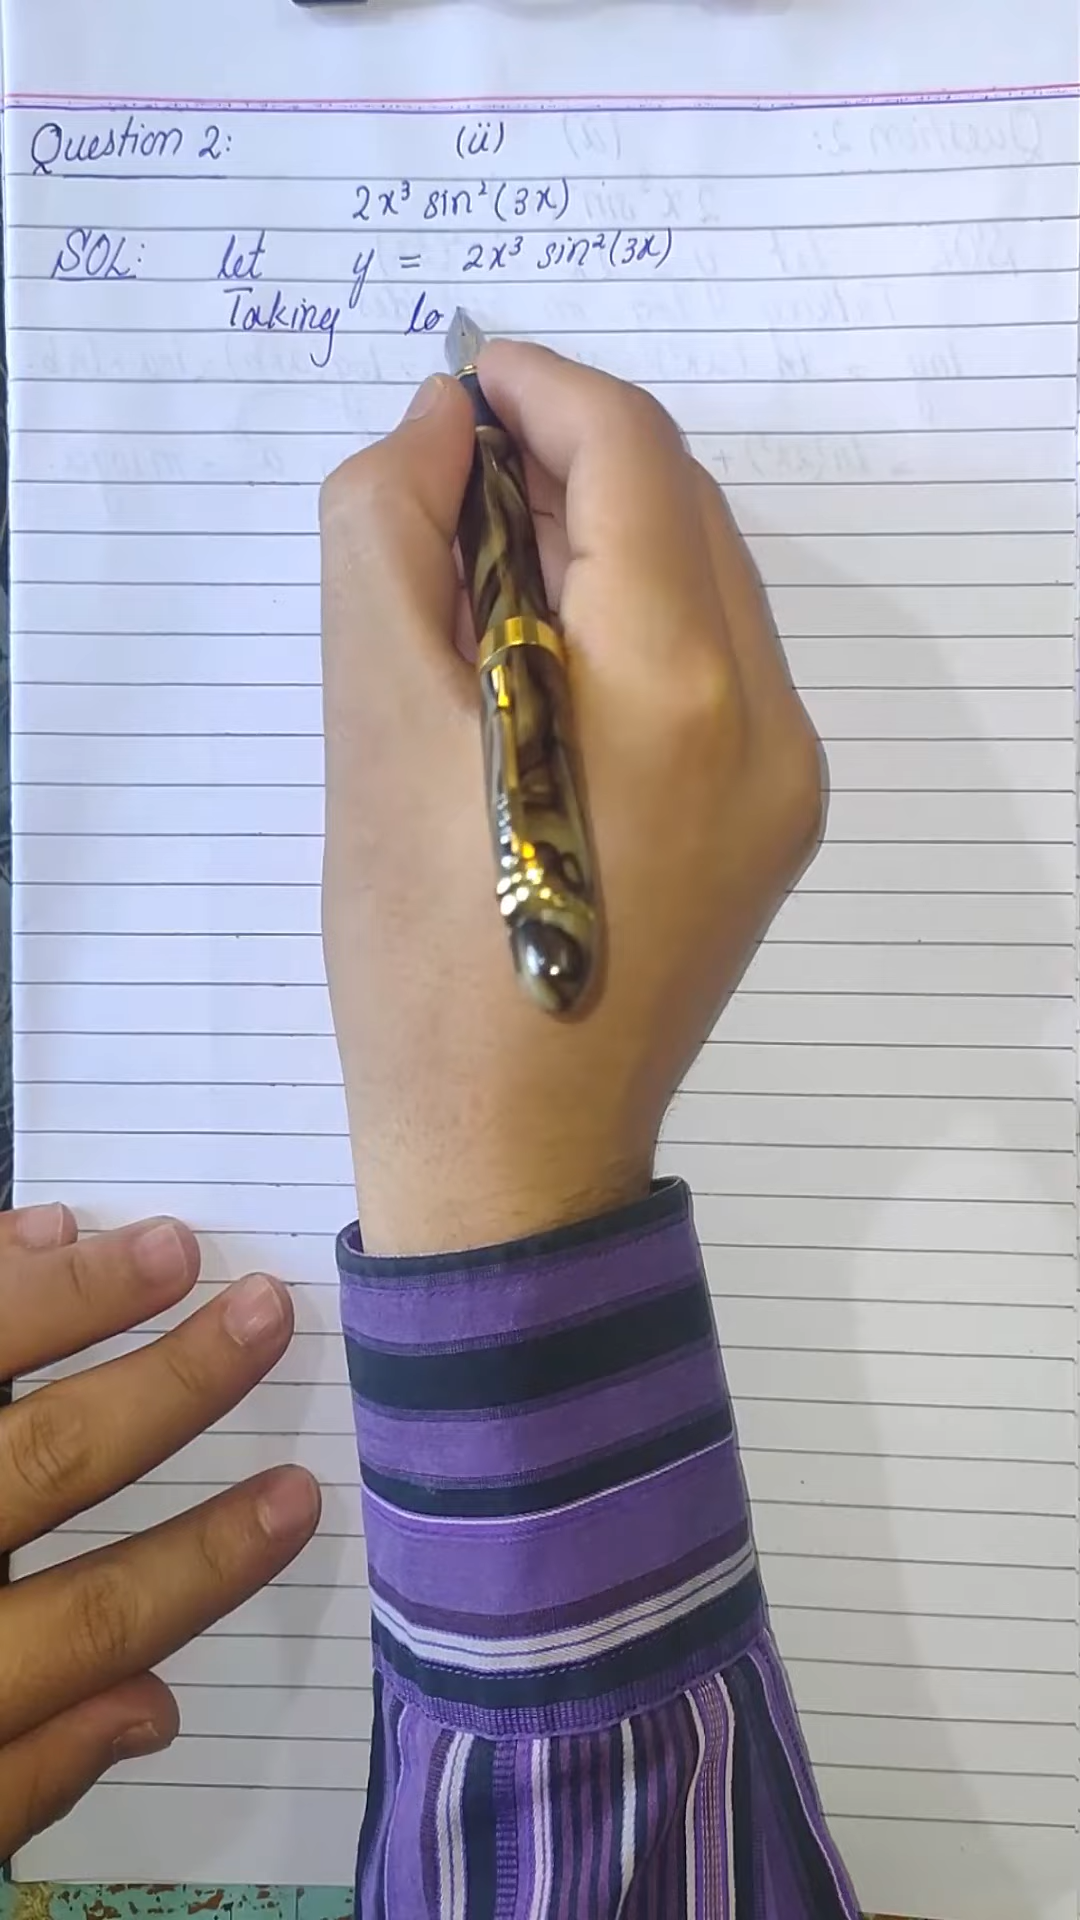 Question 2: (ii)
2x³ sin²(3x)
SOL: let y = 2x³ sin²(3x)
Taking lo